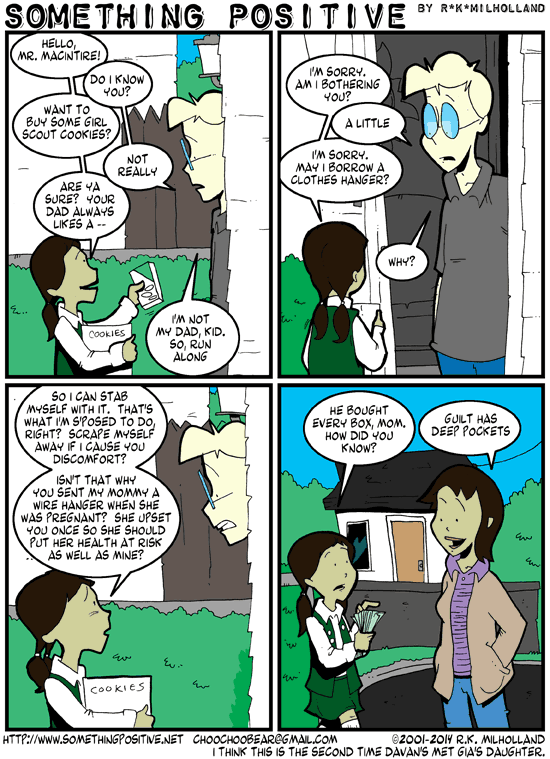 SOMETHING POSITIVE BY R*K*MILHOLLAND
HELLO,
MR. MACINTIRE!
DO I KNOW
YOU?
WANT TO
BUY SOME GIRL
SCOUT COOKIES?
NOT
REALLY
ARE YA
SURE? YOUR
DAD ALWAYS
LIKES A --
I'M NOT
MY DAD, KID.
SO, RUN
ALONG
COOKIES
I'M SORRY.
AM I BOTHERING
YOU?
A LITTLE
I'M SORRY.
MAY I BORROW A
CLOTHES HANGER?
WHY?
SO I CAN STAB
MYSELF WITH IT. THAT'S
WHAT I'M S'POSED TO DO,
RIGHT? SCRAPE MYSELF
AWAY IF I CAUSE YOU
DISCOMFORT?
ISN'T THAT WHY
YOU SENT MY MOMMY A
WIRE HANGER WHEN SHE
WAS PREGNANT? SHE UPSET
YOU ONCE SO SHE SHOULD
PUT HER HEALTH AT RISK
AS WELL AS MINE?
COOKIES
HE BOUGHT
EVERY BOX, MOM.
HOW DID YOU
KNOW?
GUILT HAS
DEEP POCKETS
HTTP://WWW.SOMETHINGPOSITIVE.NET CHOOCHOOBEAR@GMAIL.COM ©2001-2014 R.K. MILHOLLAND
I THINK THIS IS THE SECOND TIME DAVAN'S MET GIA'S DAUGHTER.